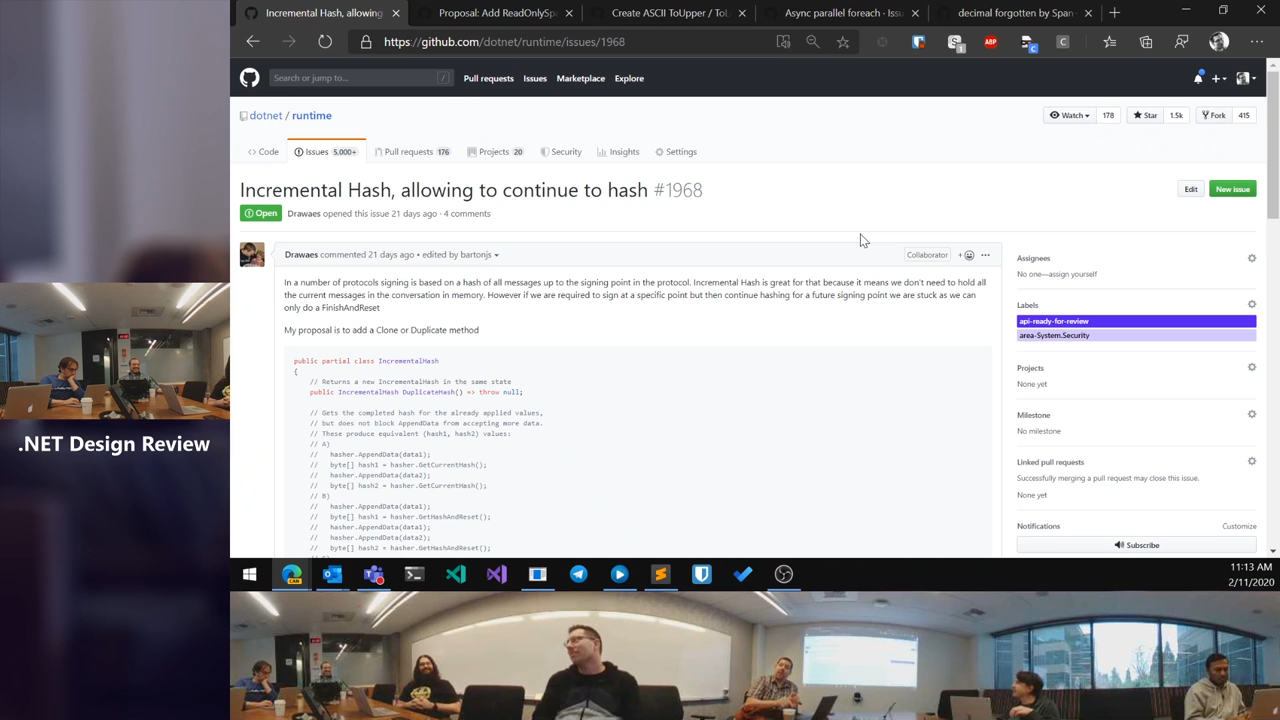 Incremental Hash, allowing
Proposal: Add ReadOnlySp
Create ASCII ToUpper / ToL
Async parallel foreach · Issu
decimal forgotten by Span
https://github.com/dotnet/runtime/issues/1968
Search or jump to...
/
Pull requests
Issues
Marketplace
Explore
dotnet / runtime
Watch 178
Star 1.5k
Fork 415
Code
Issues 5,000+
Pull requests 176
Projects 20
Security
Insights
Settings
Incremental Hash, allowing to continue to hash #1968
Edit
New issue
Open
Drawaes opened this issue 21 days ago · 4 comments
Drawaes commented 21 days ago • edited by bartonjs
Collaborator
In a number of protocols signing is based on a hash of all messages up to the signing point in the protocol. Incremental Hash is great for that because it means we don't need to hold all
the current messages in the conversation in memory. However if we are required to sign at a specific point but then continue hashing for a future signing point we are stuck as we can
only do a FinishAndReset
My proposal is to add a Clone or Duplicate method
public partial class IncrementalHash
{
// Returns a new IncrementalHash in the same state
public IncrementalHash DuplicateHash() => throw null;
// Gets the completed hash for the already applied values,
// but does not block AppendData from accepting more data.
// These produce equivalent (hash1, hash2) values:
// A)
// hasher.AppendData(data1);
// byte[] hash1 = hasher.GetCurrentHash();
// hasher.AppendData(data2);
// byte[] hash2 = hasher.GetCurrentHash();
// B)
// hasher.AppendData(data1);
// byte[] hash1 = hasher.GetHashAndReset();
// hasher.AppendData(data1);
// hasher.AppendData(data2);
// byte[] hash2 = hasher.GetHashAndReset();
Assignees
No one—assign yourself
Labels
api-ready-for-review
area-System.Security
Projects
None yet
Milestone
No milestone
Linked pull requests
Successfully merging a pull request may close this issue.
None yet
Notifications
Customize
Subscribe
.NET Design Review
CAN
11:13 AM
2/11/2020